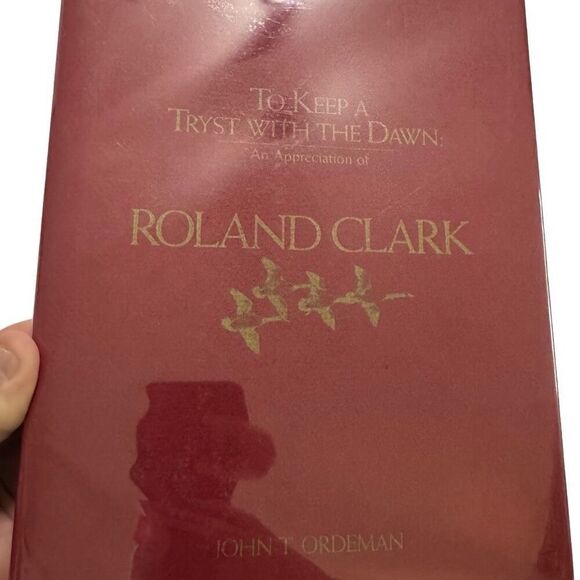 TO KEEP A
TRYST WITH THE DAWN:
An Appreciation of
ROLAND CLARK
JOHN T. ORDEMAN